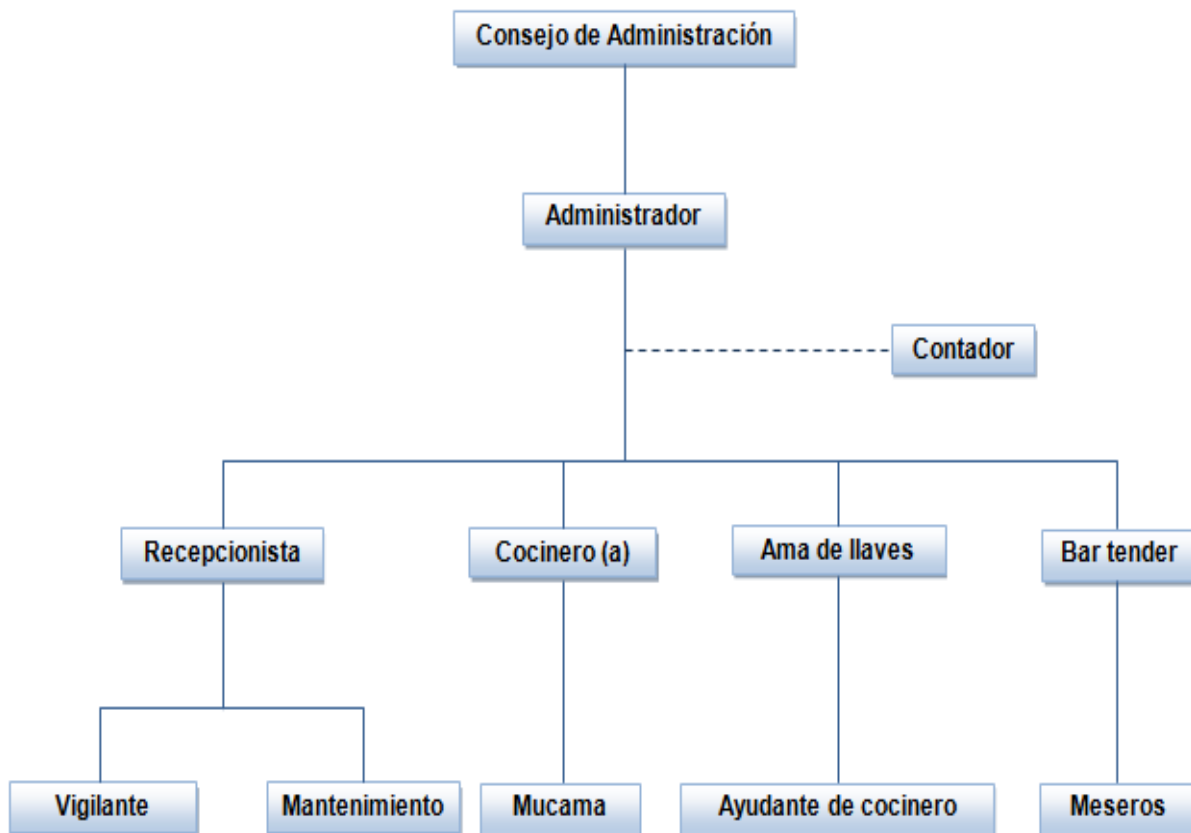 Consejo de Administración
Administrador
Contador
Recepcionista
Cocinero (a)
Ama de llaves
Bar tender
Vigilante
Mantenimiento
Mucama
Ayudante de cocinero
Meseros